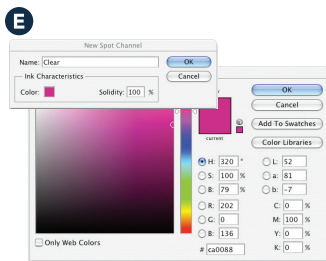 E
New Spot Channel
Name: Clear
OK
Ink Characteristics
Cancel
Color:
Solidity: 100 %
OK
Cancel
current
Add To Swatches
Color Libraries
H: 320 °
L: 52
S: 100 %
a: 81
B: 79 %
b: -7
R: 202
C: 0 %
G: 0
M: 100 %
B: 136
Y: 0 %
# ca0088
K: 0 %
Only Web Colors